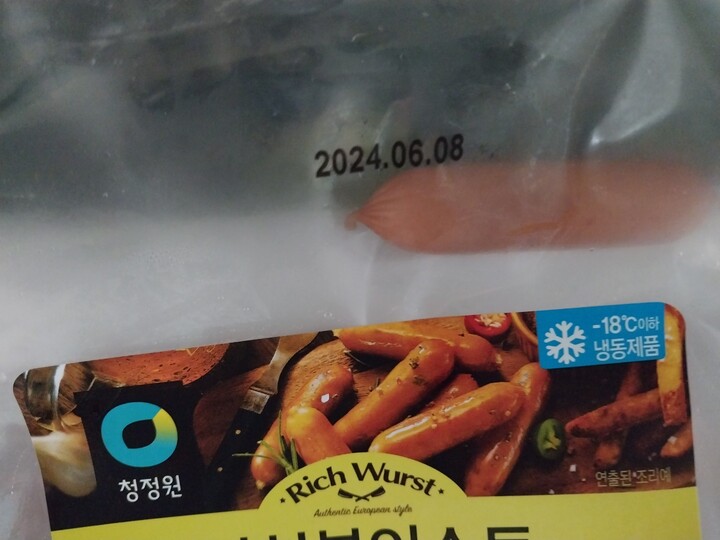 2024.06.08
-18℃이하
냉동제품
청정원
연출된 조리예
Rich Wurst
Authentic European style